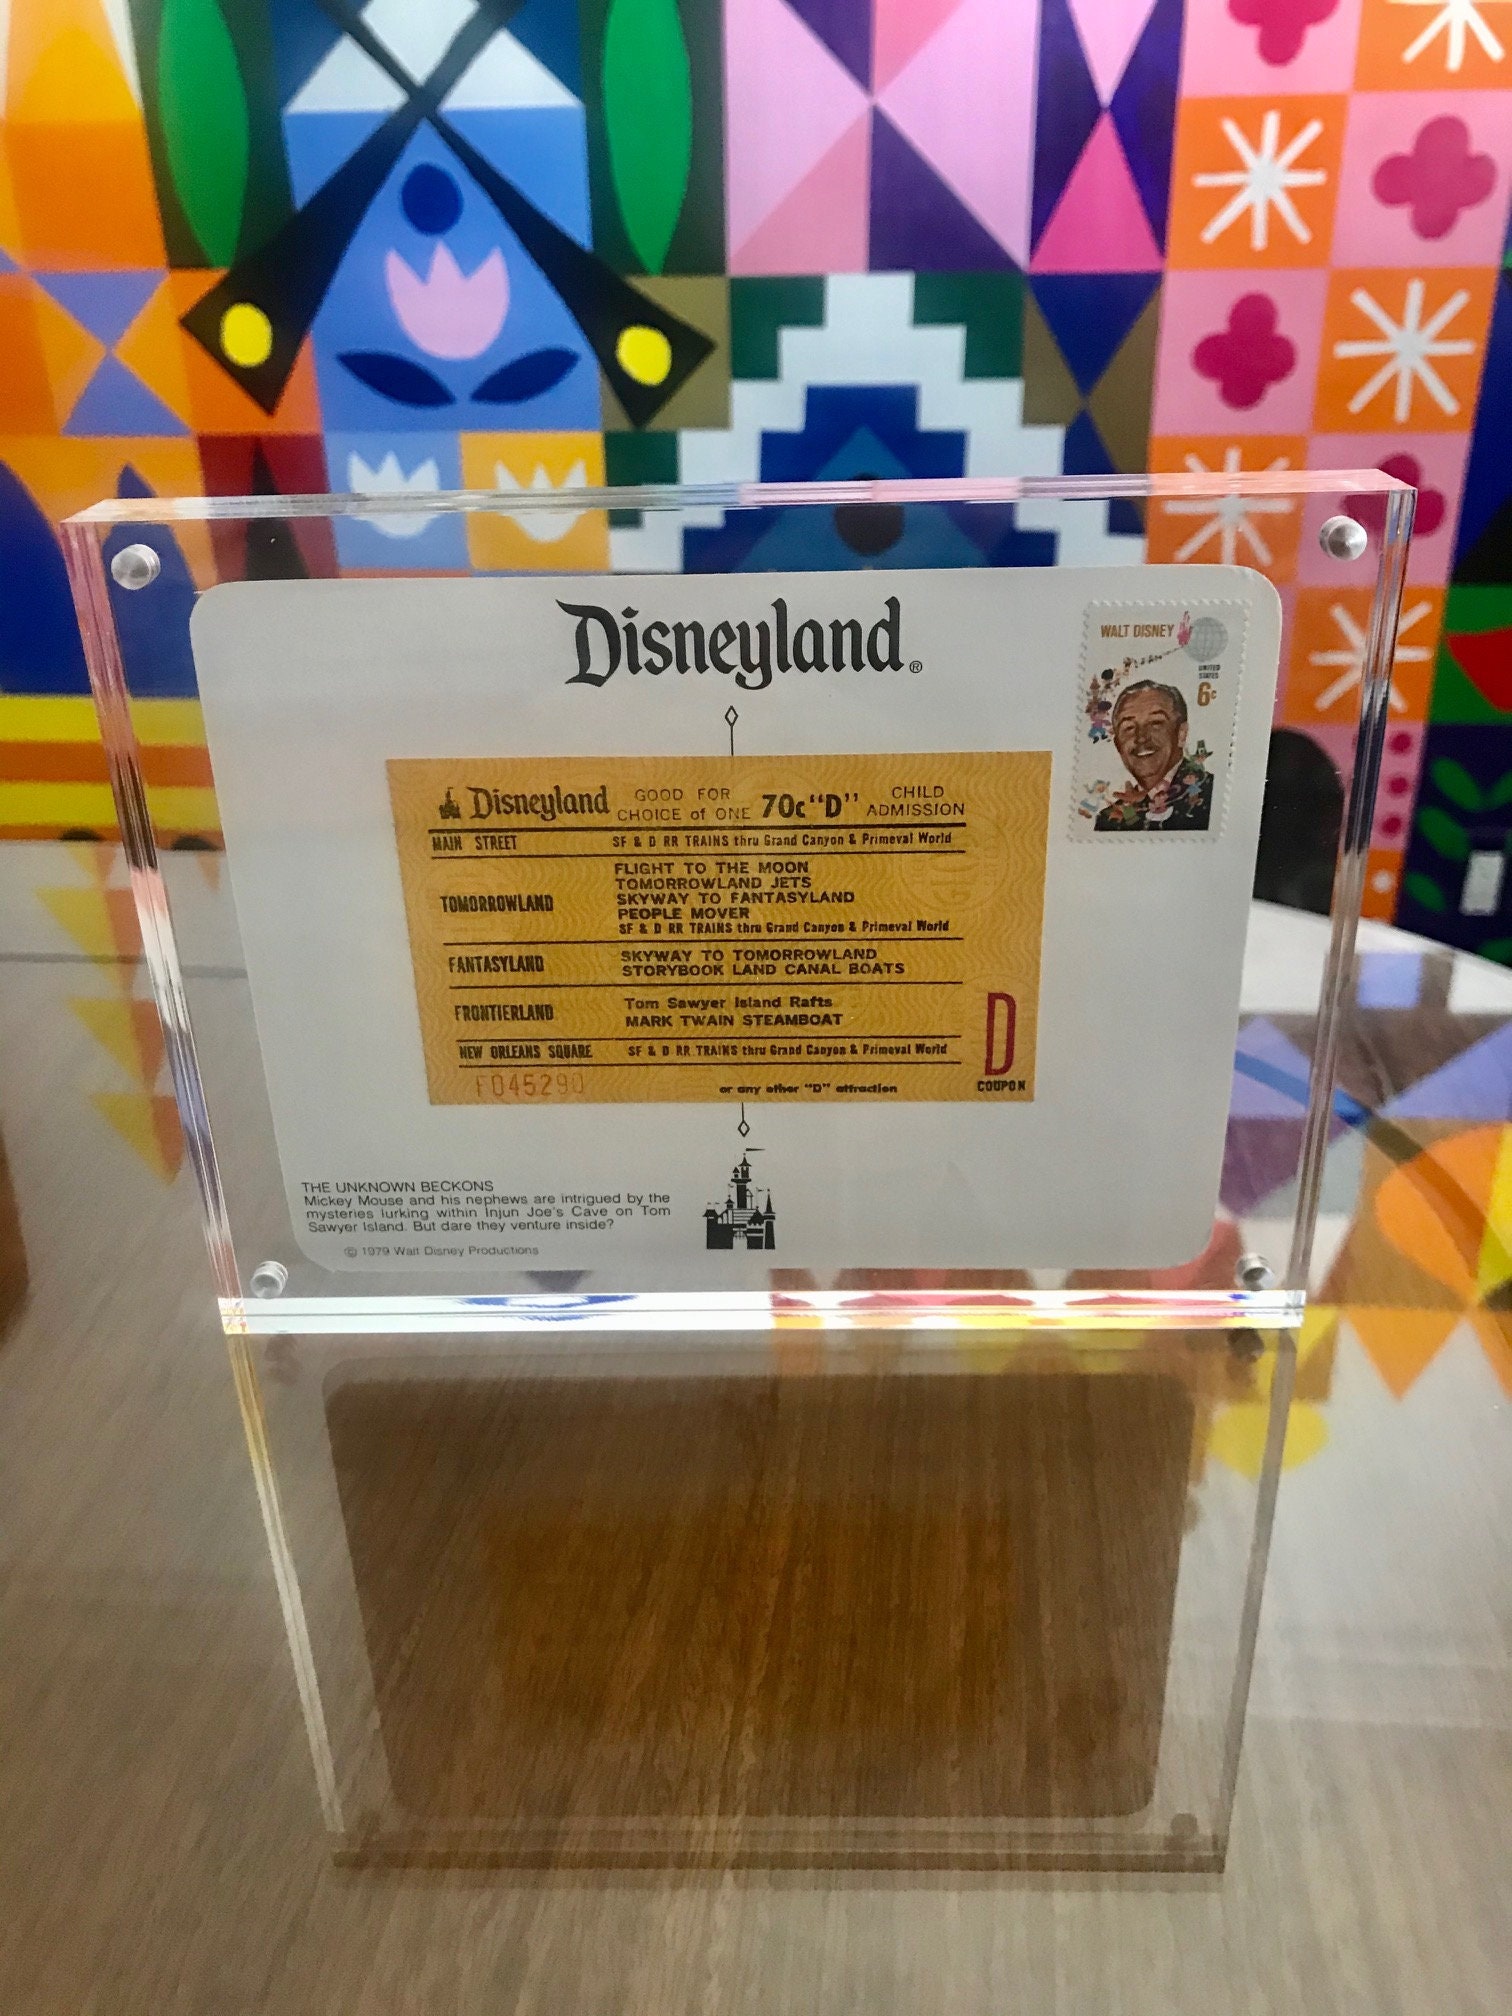 Disneyland®
WALT DISNEY
UNITED
STATES
6c
Disneyland GOOD FOR CHOICE of ONE 70c "D" CHILD ADMISSION
MAIN STREET SF & D RR TRAINS thru Grand Canyon & Primeval World
FLIGHT TO THE MOON
TOMORROWLAND JETS
TOMORROWLAND SKYWAY TO FANTASYLAND
PEOPLE MOVER
SF & D RR TRAINS thru Grand Canyon & Primeval World
FANTASYLAND SKYWAY TO TOMORROWLAND
STORYBOOK LAND CANAL BOATS
FRONTIERLAND Tom Sawyer Island Rafts
MARK TWAIN STEAMBOAT
NEW ORLEANS SQUARE SF & D RR TRAINS thru Grand Canyon & Primeval World
F045290 or any other "D" attraction
D
COUPON
THE UNKNOWN BECKONS
Mickey Mouse and his nephews are intrigued by the
mysteries lurking within Injun Joe's Cave on Tom
Sawyer Island. But dare they venture inside?
© 1979 Walt Disney Productions